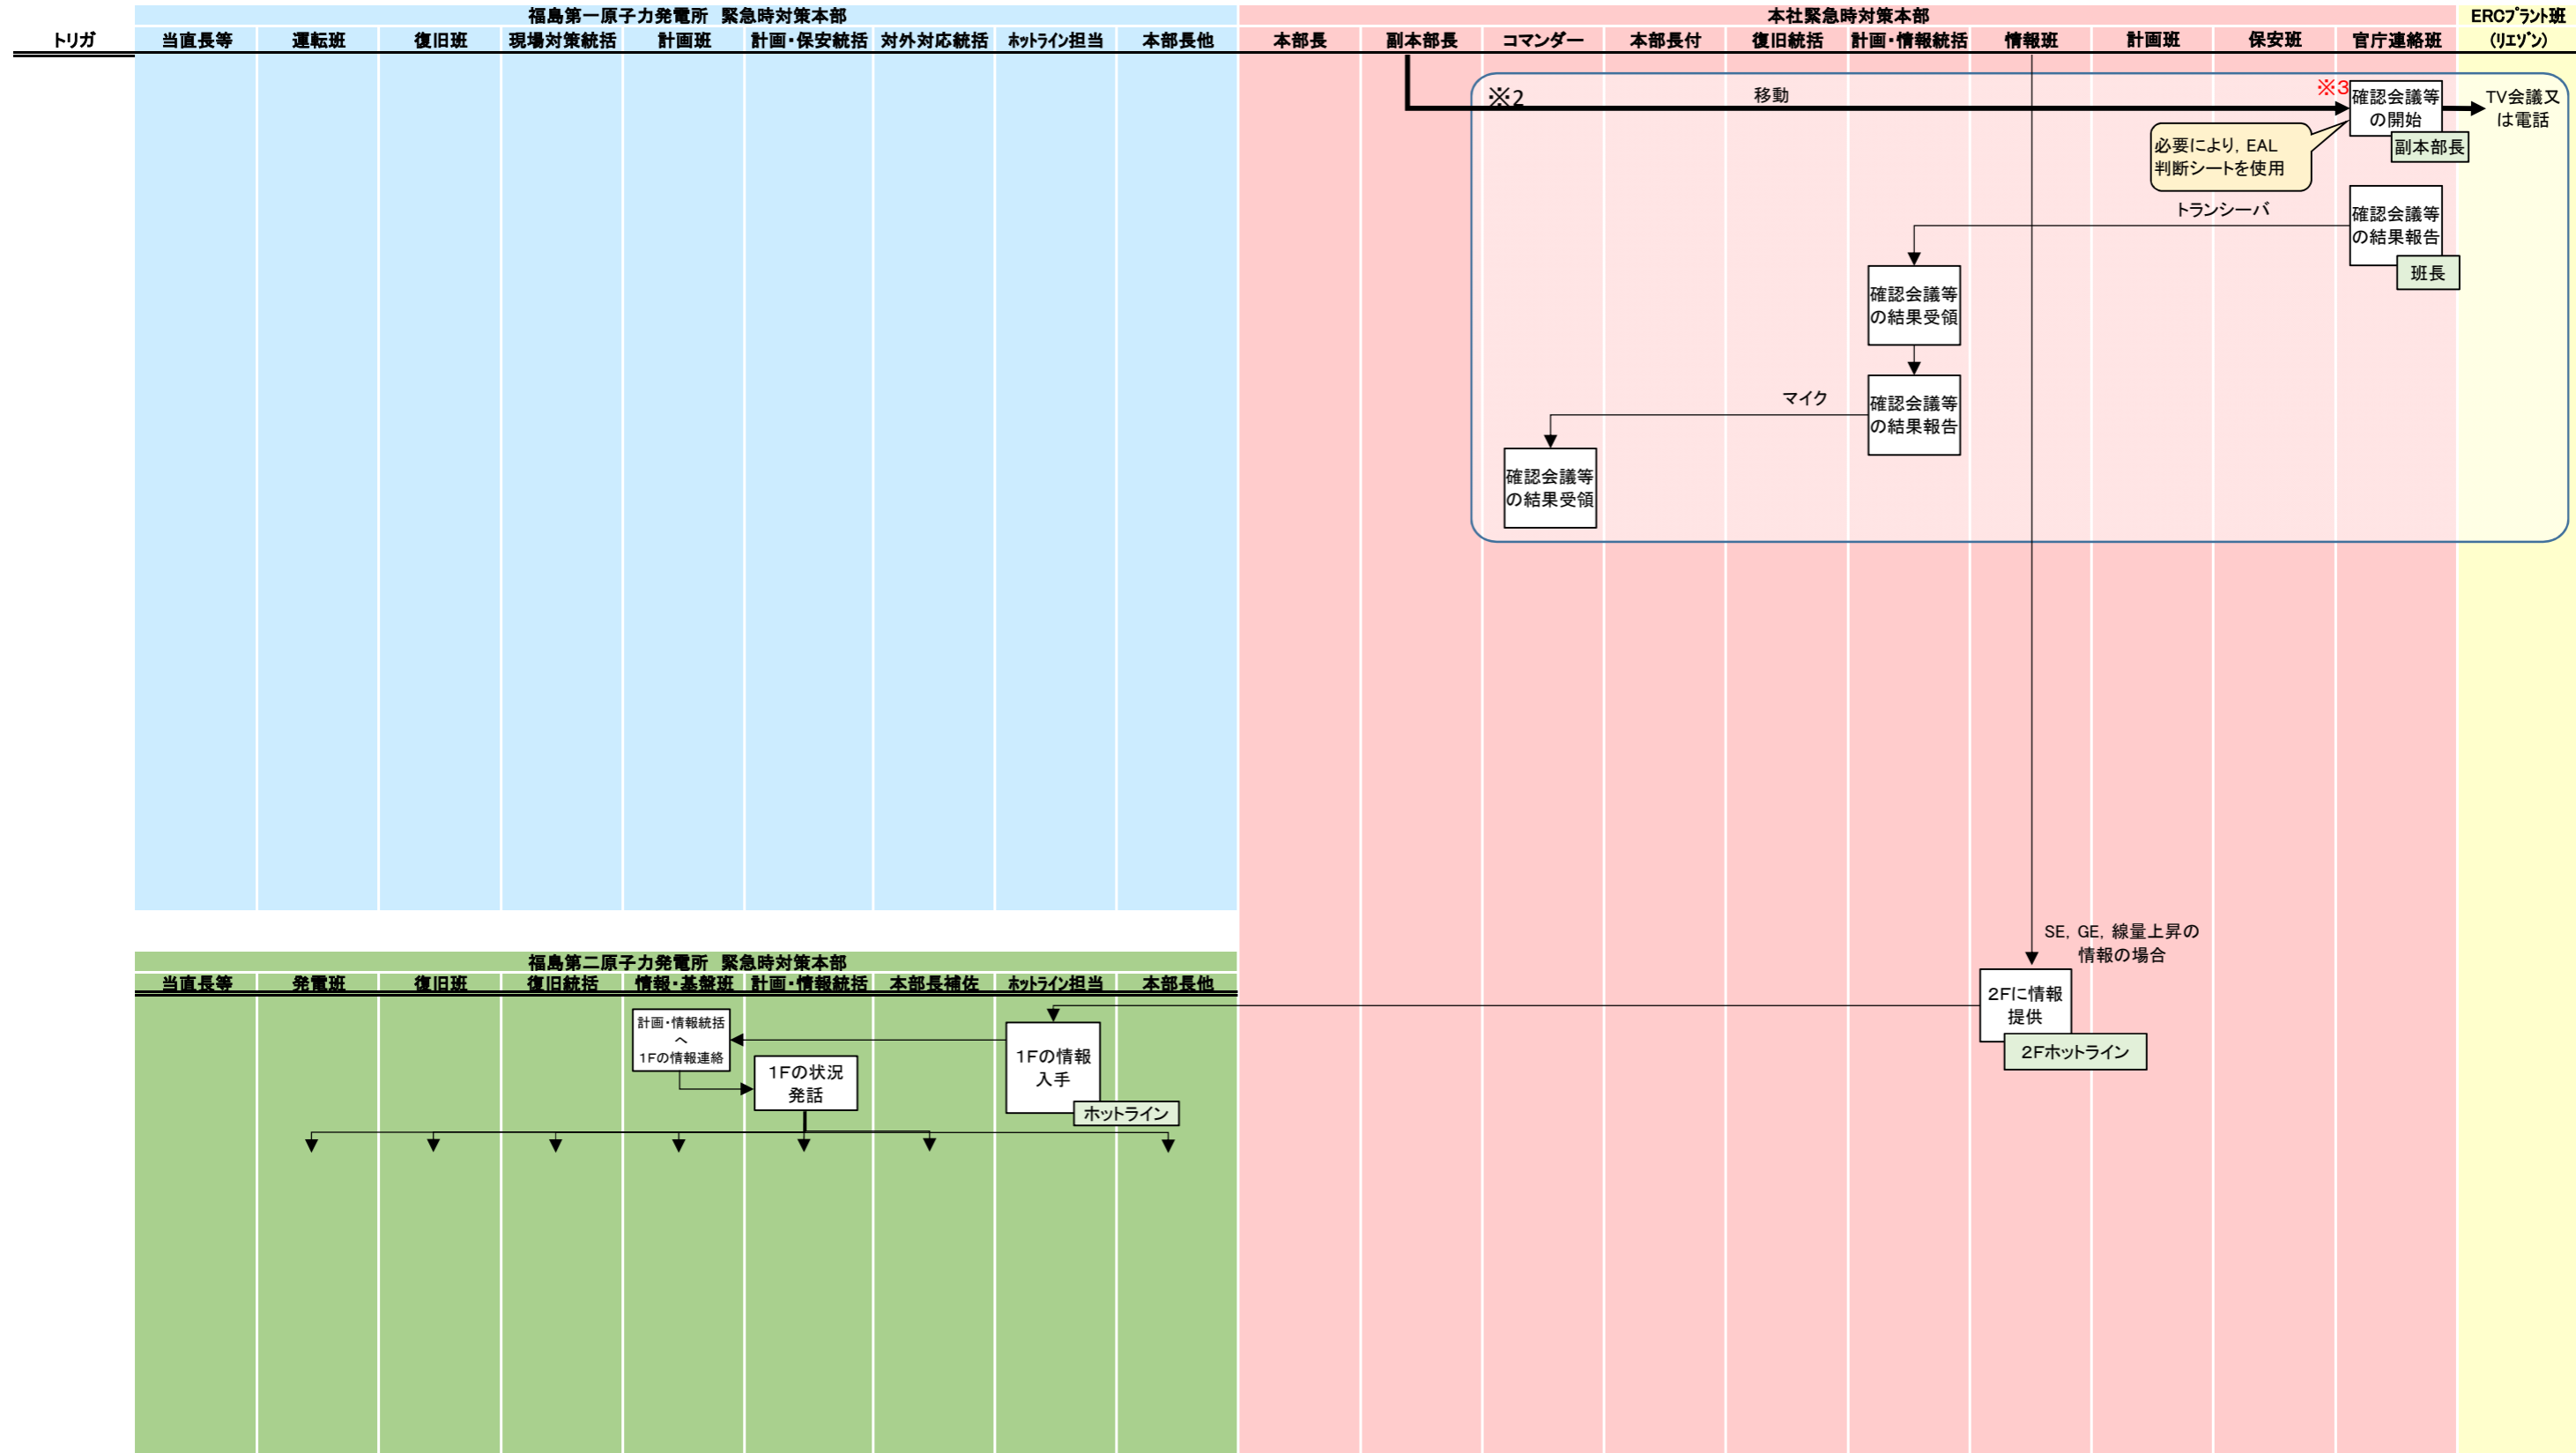 福島第一原子力発電所　緊急時対策本部
本社緊急時対策本部
ERCﾌﾟﾗﾝﾄ班
(ﾘｴｿﾞﾝ)
トリガ
当直長等
運転班
復旧班
現場対策統括
計画班
計画・保安統括
対外対応統括
ﾎｯﾄﾗｲﾝ担当
本部長他
本部長
副本部長
コマンダー
本部長付
復旧統括
計画・情報統括
情報班
計画班
保安班
官庁連絡班
※2
移動
※3
確認会議等
の開始
副本部長
TV会議又
は電話
必要により，EAL
判断シートを使用
トランシーバ
確認会議等
の結果報告
班長
確認会議等
の結果受領
マイク
確認会議等
の結果報告
確認会議等
の結果受領
SE，GE，線量上昇の
情報の場合
2Fに情報
提供
2Fホットライン
福島第二原子力発電所　緊急時対策本部
当直長等
発電班
復旧班
復旧統括
情報・基盤班
計画・情報統括
本部長補佐
ﾎｯﾄﾗｲﾝ担当
本部長他
計画・情報統括
へ
1Fの情報連絡
1Fの状況
発話
1Fの情報
入手
ホットライン